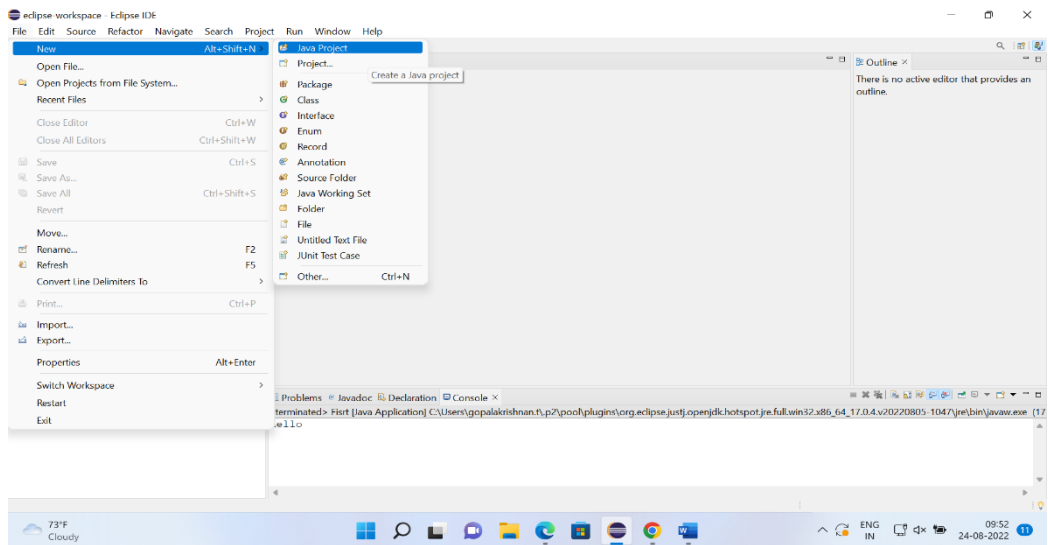 eclipse-workspace - Eclipse IDE
File Edit Source Refactor Navigate Search Project Run Window Help
New Alt+Shift+N >
Open File...
Open Projects from File System...
Recent Files >
Close Editor Ctrl+W
Close All Editors Ctrl+Shift+W
Save Ctrl+S
Save As...
Save All Ctrl+Shift+S
Revert
Move...
Rename... F2
Refresh F5
Convert Line Delimiters To >
Print... Ctrl+P
Import...
Export...
Properties Alt+Enter
Switch Workspace >
Restart
Exit
Java Project
Project...
Create a Java project
Package
Class
Interface
Enum
Record
Annotation
Source Folder
Java Working Set
Folder
File
Untitled Text File
JUnit Test Case
Other... Ctrl+N
Outline ×
There is no active editor that provides an
outline.
Problems Javadoc Declaration Console ×
terminated> Fisrt [Java Application] C:\Users\gopalakrishnan.t\.p2\pool\plugins\org.eclipse.justj.openjdk.hotspot.jre.full.win32.x86_64_17.0.4.v20220805-1047\jre\bin\javaw.exe (17
ello
73°F
Cloudy
ENG
IN
09:52
24-08-2022
11